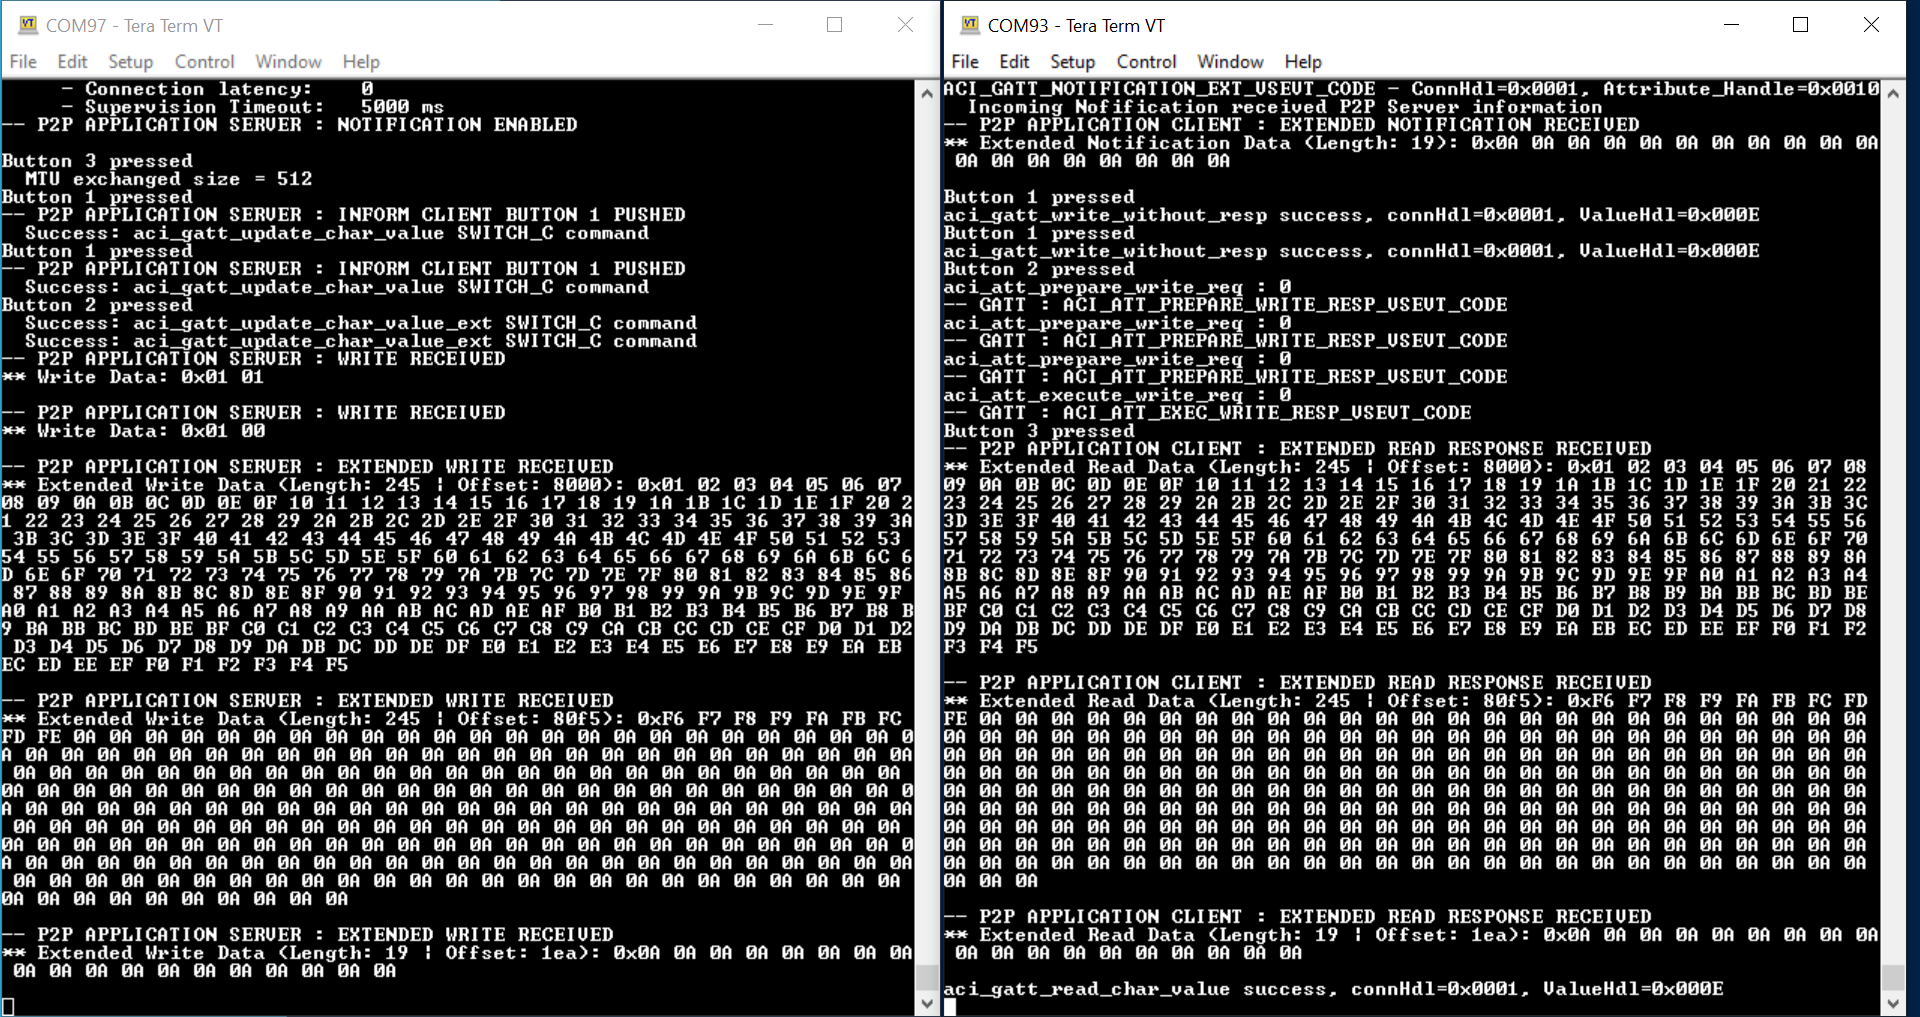 COM97 - Tera Term VT
File Edit Setup Control Window Help
- Connection latency: 0
- Supervision Timeout: 5000 ms
-- P2P APPLICATION SERVER : NOTIFICATION ENABLED
Button 3 pressed
MTU exchanged size = 512
Button 1 pressed
-- P2P APPLICATION SERVER : INFORM CLIENT BUTTON 1 PUSHED
Success: aci_gatt_update_char_value SWITCH_C command
Button 1 pressed
-- P2P APPLICATION SERVER : INFORM CLIENT BUTTON 1 PUSHED
Success: aci_gatt_update_char_value SWITCH_C command
Button 2 pressed
Success: aci_gatt_update_char_value_ext SWITCH_C command
Success: aci_gatt_update_char_value_ext SWITCH_C command
-- P2P APPLICATION SERVER : WRITE RECEIVED
** Write Data: 0x01 01
-- P2P APPLICATION SERVER : WRITE RECEIVED
** Write Data: 0x01 00
-- P2P APPLICATION SERVER : EXTENDED WRITE RECEIVED
** Extended Write Data (Length: 245 | Offset: 8000): 0x01 02 03 04 05 06 07
08 09 0A 0B 0C 0D 0E 0F 10 11 12 13 14 15 16 17 18 19 1A 1B 1C 1D 1E 1F 20 2
1 22 23 24 25 26 27 28 29 2A 2B 2C 2D 2E 2F 30 31 32 33 34 35 36 37 38 39 3A
3B 3C 3D 3E 3F 40 41 42 43 44 45 46 47 48 49 4A 4B 4C 4D 4E 4F 50 51 52 53
54 55 56 57 58 59 5A 5B 5C 5D 5E 5F 60 61 62 63 64 65 66 67 68 69 6A 6B 6C 6
D 6E 6F 70 71 72 73 74 75 76 77 78 79 7A 7B 7C 7D 7E 7F 80 81 82 83 84 85 86
87 88 89 8A 8B 8C 8D 8E 8F 90 91 92 93 94 95 96 97 98 99 9A 9B 9C 9D 9E 9F
A0 A1 A2 A3 A4 A5 A6 A7 A8 A9 AA AB AC AD AE AF B0 B1 B2 B3 B4 B5 B6 B7 B8 B
9 BA BB BC BD BE BF C0 C1 C2 C3 C4 C5 C6 C7 C8 C9 CA CB CC CD CE CF D0 D1 D2
D3 D4 D5 D6 D7 D8 D9 DA DB DC DD DE DF E0 E1 E2 E3 E4 E5 E6 E7 E8 E9 EA EB
EC ED EE EF F0 F1 F2 F3 F4 F5
-- P2P APPLICATION SERVER : EXTENDED WRITE RECEIVED
** Extended Write Data (Length: 245 | Offset: 80f5): 0xF6 F7 F8 F9 FA FB FC
FD FE 0A 0A 0A 0A 0A 0A 0A 0A 0A 0A 0A 0A 0A 0A 0A 0A 0A 0A 0A 0A 0A 0A 0A 0
A 0A 0A 0A 0A 0A 0A 0A 0A 0A 0A 0A 0A 0A 0A 0A 0A 0A 0A 0A 0A 0A 0A 0A 0A 0A
0A 0A 0A 0A 0A 0A 0A 0A 0A 0A 0A 0A 0A 0A 0A 0A 0A 0A 0A 0A 0A 0A 0A 0A 0A
0A 0A 0A 0A 0A 0A 0A 0A 0A 0A 0A 0A 0A 0A 0A 0A 0A 0A 0A 0A 0A 0A 0A 0A 0A 0
A 0A 0A 0A 0A 0A 0A 0A 0A 0A 0A 0A 0A 0A 0A 0A 0A 0A 0A 0A 0A 0A 0A 0A 0A 0A
0A 0A 0A 0A 0A 0A 0A 0A 0A 0A 0A 0A 0A 0A 0A 0A 0A 0A 0A 0A 0A 0A 0A 0A 0A
0A 0A 0A 0A 0A 0A 0A 0A 0A 0A 0A 0A 0A 0A 0A 0A 0A 0A 0A 0A 0A 0A 0A 0A 0A 0
A 0A 0A 0A 0A 0A 0A 0A 0A 0A 0A 0A 0A 0A 0A 0A 0A 0A 0A 0A 0A 0A 0A 0A 0A 0A
0A 0A 0A 0A 0A 0A 0A 0A 0A 0A 0A 0A 0A 0A 0A 0A 0A 0A 0A 0A 0A 0A 0A 0A 0A
0A 0A 0A 0A 0A 0A 0A 0A 0A 0A
-- P2P APPLICATION SERVER : EXTENDED WRITE RECEIVED
** Extended Write Data (Length: 19 | Offset: 1ea): 0x0A 0A 0A 0A 0A 0A 0A 0A
0A 0A 0A 0A 0A 0A 0A 0A 0A 0A 0A
COM93 - Tera Term VT
File Edit Setup Control Window Help
ACI_GATT_NOTIFICATION_EXT_VSEVT_CODE - ConnHdl=0x0001, Attribute_Handle=0x0010
Incoming Nofification received P2P Server information
-- P2P APPLICATION CLIENT : EXTENDED NOTIFICATION RECEIVED
** Extended Notification Data (Length: 19): 0x0A 0A 0A 0A 0A 0A 0A 0A 0A 0A 0A
0A 0A 0A 0A 0A 0A 0A 0A
Button 1 pressed
aci_gatt_write_without_resp success, connHdl=0x0001, ValueHdl=0x000E
Button 1 pressed
aci_gatt_write_without_resp success, connHdl=0x0001, ValueHdl=0x000E
Button 2 pressed
aci_att_prepare_write_req : 0
-- GATT : ACI_ATT_PREPARE_WRITE_RESP_VSEVT_CODE
aci_att_prepare_write_req : 0
-- GATT : ACI_ATT_PREPARE_WRITE_RESP_VSEVT_CODE
aci_att_prepare_write_req : 0
-- GATT : ACI_ATT_PREPARE_WRITE_RESP_VSEVT_CODE
aci_att_execute_write_req : 0
-- GATT : ACI_ATT_EXEC_WRITE_RESP_VSEVT_CODE
Button 3 pressed
-- P2P APPLICATION CLIENT : EXTENDED READ RESPONSE RECEIVED
** Extended Read Data (Length: 245 | Offset: 8000): 0x01 02 03 04 05 06 07 08
09 0A 0B 0C 0D 0E 0F 10 11 12 13 14 15 16 17 18 19 1A 1B 1C 1D 1E 1F 20 21 22
23 24 25 26 27 28 29 2A 2B 2C 2D 2E 2F 30 31 32 33 34 35 36 37 38 39 3A 3B 3C
3D 3E 3F 40 41 42 43 44 45 46 47 48 49 4A 4B 4C 4D 4E 4F 50 51 52 53 54 55 56
57 58 59 5A 5B 5C 5D 5E 5F 60 61 62 63 64 65 66 67 68 69 6A 6B 6C 6D 6E 6F 70
71 72 73 74 75 76 77 78 79 7A 7B 7C 7D 7E 7F 80 81 82 83 84 85 86 87 88 89 8A
8B 8C 8D 8E 8F 90 91 92 93 94 95 96 97 98 99 9A 9B 9C 9D 9E 9F A0 A1 A2 A3 A4
A5 A6 A7 A8 A9 AA AB AC AD AE AF B0 B1 B2 B3 B4 B5 B6 B7 B8 B9 BA BB BC BD BE
BF C0 C1 C2 C3 C4 C5 C6 C7 C8 C9 CA CB CC CD CE CF D0 D1 D2 D3 D4 D5 D6 D7 D8
D9 DA DB DC DD DE DF E0 E1 E2 E3 E4 E5 E6 E7 E8 E9 EA EB EC ED EE EF F0 F1 F2
F3 F4 F5
-- P2P APPLICATION CLIENT : EXTENDED READ RESPONSE RECEIVED
** Extended Read Data (Length: 245 | Offset: 80f5): 0xF6 F7 F8 F9 FA FB FC FD
FE 0A 0A 0A 0A 0A 0A 0A 0A 0A 0A 0A 0A 0A 0A 0A 0A 0A 0A 0A 0A 0A 0A 0A 0A 0A
0A 0A 0A 0A 0A 0A 0A 0A 0A 0A 0A 0A 0A 0A 0A 0A 0A 0A 0A 0A 0A 0A 0A 0A 0A 0A
0A 0A 0A 0A 0A 0A 0A 0A 0A 0A 0A 0A 0A 0A 0A 0A 0A 0A 0A 0A 0A 0A 0A 0A 0A 0A
0A 0A 0A 0A 0A 0A 0A 0A 0A 0A 0A 0A 0A 0A 0A 0A 0A 0A 0A 0A 0A 0A 0A 0A 0A 0A
0A 0A 0A 0A 0A 0A 0A 0A 0A 0A 0A 0A 0A 0A 0A 0A 0A 0A 0A 0A 0A 0A 0A 0A 0A 0A
0A 0A 0A 0A 0A 0A 0A 0A 0A 0A 0A 0A 0A 0A 0A 0A 0A 0A 0A 0A 0A 0A 0A 0A 0A 0A
0A 0A 0A 0A 0A 0A 0A 0A 0A 0A 0A 0A 0A 0A 0A 0A 0A 0A 0A 0A 0A 0A 0A 0A 0A 0A
0A 0A 0A 0A 0A 0A 0A 0A 0A 0A 0A 0A 0A 0A 0A 0A 0A 0A 0A 0A 0A 0A 0A 0A 0A 0A
0A 0A 0A 0A 0A 0A 0A 0A 0A 0A 0A 0A 0A 0A 0A 0A 0A 0A 0A 0A 0A 0A 0A 0A 0A 0A
0A 0A 0A
-- P2P APPLICATION CLIENT : EXTENDED READ RESPONSE RECEIVED
** Extended Read Data (Length: 19 | Offset: 1ea): 0x0A 0A 0A 0A 0A 0A 0A 0A 0A
0A 0A 0A 0A 0A 0A 0A 0A 0A 0A
aci_gatt_read_char_value success, connHdl=0x0001, ValueHdl=0x000E